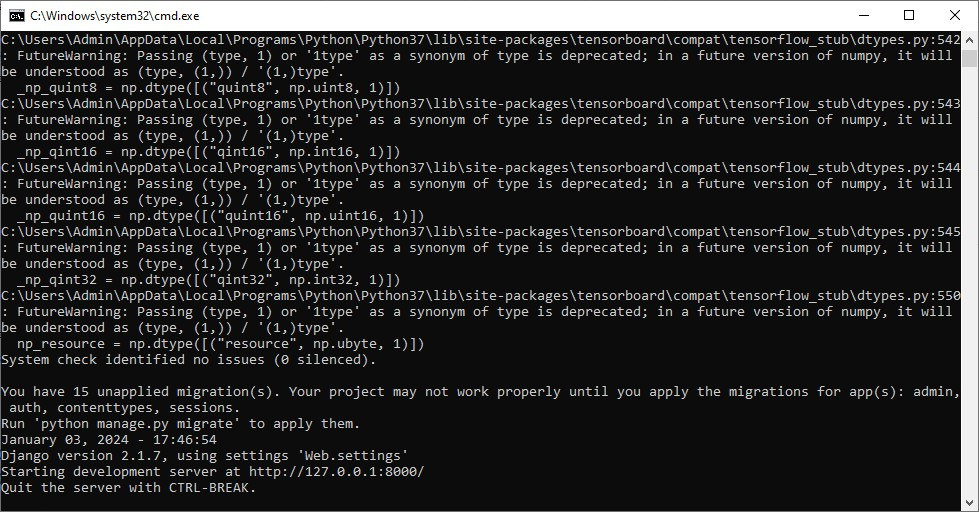 C:\Windows\system32\cmd.exe
C:\Users\Admin\AppData\Local\Programs\Python\Python37\lib\site-packages\tensorboard\compat\tensorflow_stub\dtypes.py:542
: FutureWarning: Passing (type, 1) or '1type' as a synonym of type is deprecated; in a future version of numpy, it will
be understood as (type, (1,)) / '(1,)type'.
  _np_quint8 = np.dtype([("quint8", np.uint8, 1)])
C:\Users\Admin\AppData\Local\Programs\Python\Python37\lib\site-packages\tensorboard\compat\tensorflow_stub\dtypes.py:543
: FutureWarning: Passing (type, 1) or '1type' as a synonym of type is deprecated; in a future version of numpy, it will
be understood as (type, (1,)) / '(1,)type'.
  _np_qint16 = np.dtype([("qint16", np.int16, 1)])
C:\Users\Admin\AppData\Local\Programs\Python\Python37\lib\site-packages\tensorboard\compat\tensorflow_stub\dtypes.py:544
: FutureWarning: Passing (type, 1) or '1type' as a synonym of type is deprecated; in a future version of numpy, it will
be understood as (type, (1,)) / '(1,)type'.
  _np_quint16 = np.dtype([("quint16", np.uint16, 1)])
C:\Users\Admin\AppData\Local\Programs\Python\Python37\lib\site-packages\tensorboard\compat\tensorflow_stub\dtypes.py:545
: FutureWarning: Passing (type, 1) or '1type' as a synonym of type is deprecated; in a future version of numpy, it will
be understood as (type, (1,)) / '(1,)type'.
  _np_qint32 = np.dtype([("qint32", np.int32, 1)])
C:\Users\Admin\AppData\Local\Programs\Python\Python37\lib\site-packages\tensorboard\compat\tensorflow_stub\dtypes.py:550
: FutureWarning: Passing (type, 1) or '1type' as a synonym of type is deprecated; in a future version of numpy, it will
be understood as (type, (1,)) / '(1,)type'.
  np_resource = np.dtype([("resource", np.ubyte, 1)])
System check identified no issues (0 silenced).

You have 15 unapplied migration(s). Your project may not work properly until you apply the migrations for app(s): admin,
 auth, contenttypes, sessions.
Run 'python manage.py migrate' to apply them.
January 03, 2024 - 17:46:54
Django version 2.1.7, using settings 'Web.settings'
Starting development server at http://127.0.0.1:8000/
Quit the server with CTRL-BREAK.